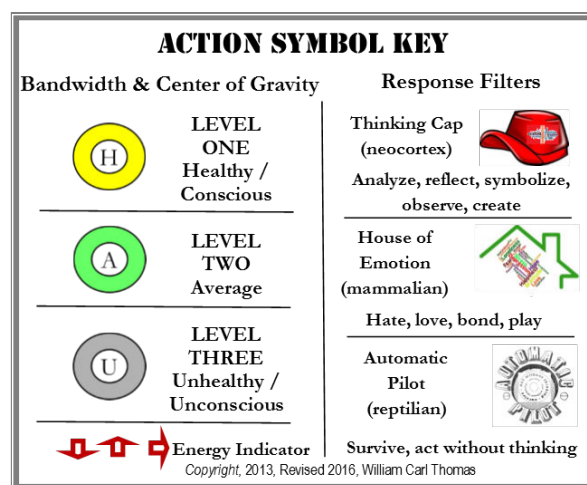 ACTION SYMBOL KEY
Bandwidth & Center of Gravity
H
LEVEL
ONE
Healthy /
Conscious
A
LEVEL
TWO
Average
U
LEVEL
THREE
Unhealthy /
Unconscious
Energy Indicator
Response Filters
Thinking Cap
(neocortex)
Analyze, reflect, symbolize,
observe, create
House of
Emotion
(mammalian)
Hate, love, bond, play
Automatic
Pilot
(reptilian)
AUTOMATIC
PILOT
Survive, act without thinking
Copyright, 2013, Revised 2016, William Carl Thomas